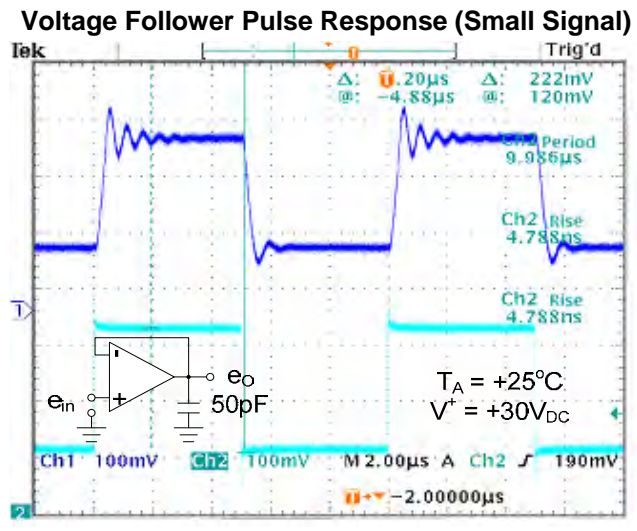 Voltage Follower Pulse Response (Small Signal)
Tek Trig'd
Δ: .20µs Δ: 222mV
@: -4.88µs @: 120mV
Ch2 Period
9.986µs
Ch2 Rise
4.788ns
Ch2 Rise
4.788ns
1
eO
ein
50pF
TA = +25°C
V+ = +30VDC
Ch1 100mV Ch2 100mV M 2.00µs A Ch2 190mV
-2.00000µs
2